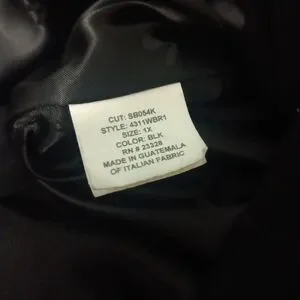 CUT: SB054K
STYLE: 4311WBR1
SIZE: 1X
COLOR: BLK
RN # 23328
MADE IN GUATEMALA
OF ITALIAN FABRIC